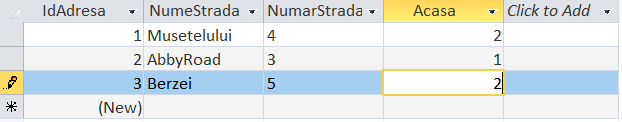 IdAdresa NumeStrada NumarStrada Acasa Click to Add
1 Musetelului 4 2
2 AbbyRoad 3 1
3 Berzei 5 2
(New)